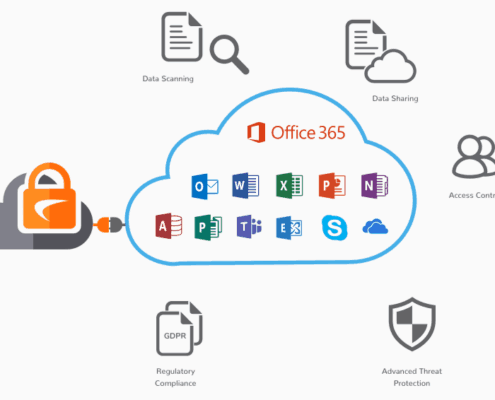 Data Scanning
Data Sharing
Office 365
O W X P N
Access Contr
A P T E S
GDPR
Regulatory
Compliance
Advanced Threat
Protection